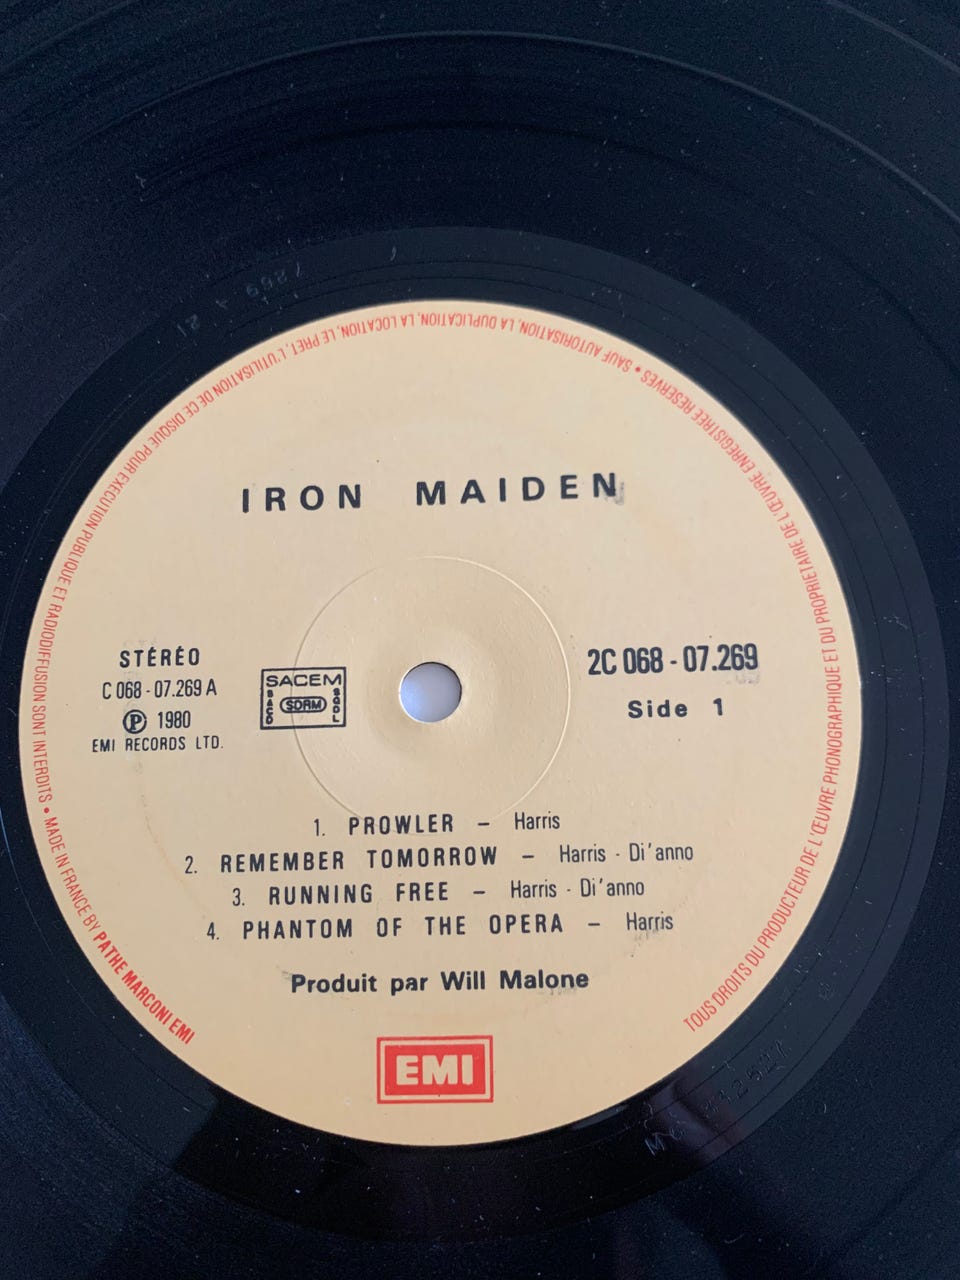 IRON MAIDEN
STÉRÉO
C 068 - 07.269 A
Ⓟ 1980
EMI RECORDS LTD.
SACEM
SACD
SDRM
SGDL
2C 068 - 07.269
Side 1
1. PROWLER – Harris
2. REMEMBER TOMORROW – Harris - Di'anno
3. RUNNING FREE – Harris - Di'anno
4. PHANTOM OF THE OPERA – Harris
Produit par Will Malone
EMI
TOUS DROITS DU PRODUCTEUR DE L'ŒUVRE PHONOGRAPHIQUE ET DU PROPRIETAIRE DE L'ŒUVRE ENREGISTREE RESERVES • SAUF AUTORISATION, LA DUPLICATION, LA LOCATION, LE PRET, L'UTILISATION DE CE DISQUE POUR EXECUTION PUBLIQUE ET RADIODIFFUSION SONT INTERDITS • MADE IN FRANCE BY PATHE MARCONI EMI